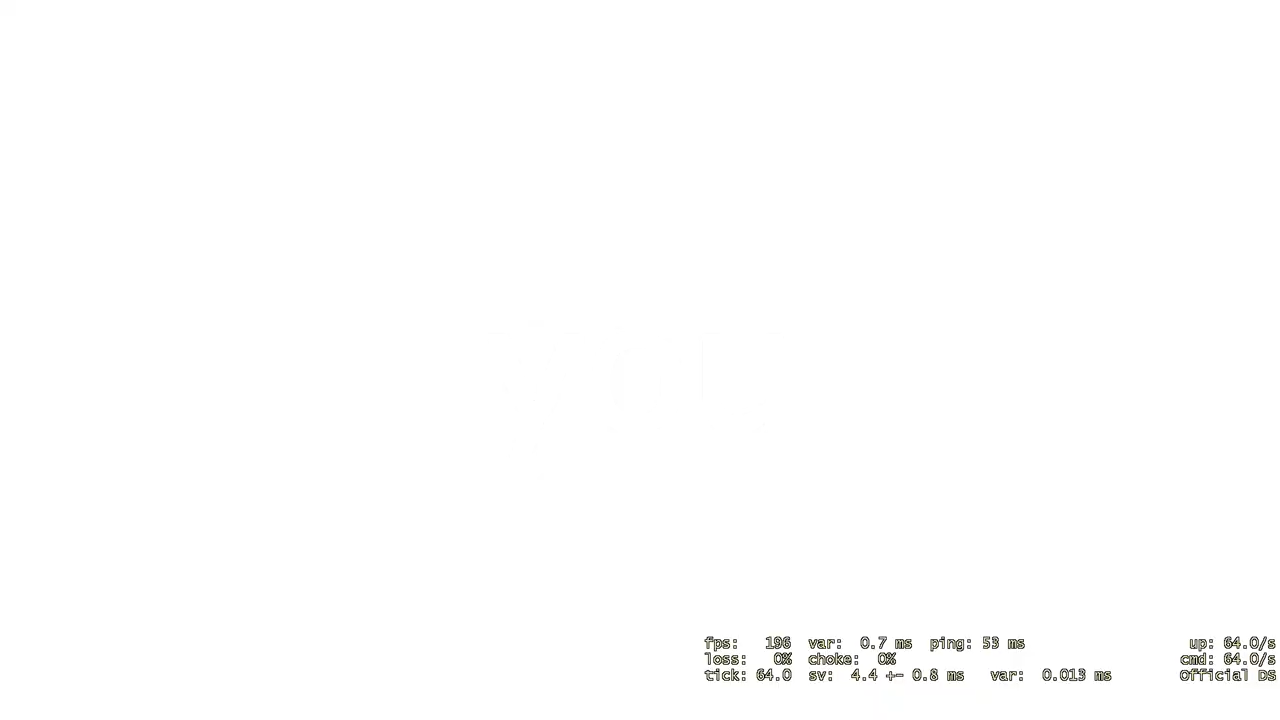 fps: 196 var: 0.7 ms ping: 53 ms up: 64.0/s
loss: 0% choke: 0% cmd: 64.0/s
tick: 64.0 sv: 4.4 +- 0.8 ms var: 0.013 ms Official DS